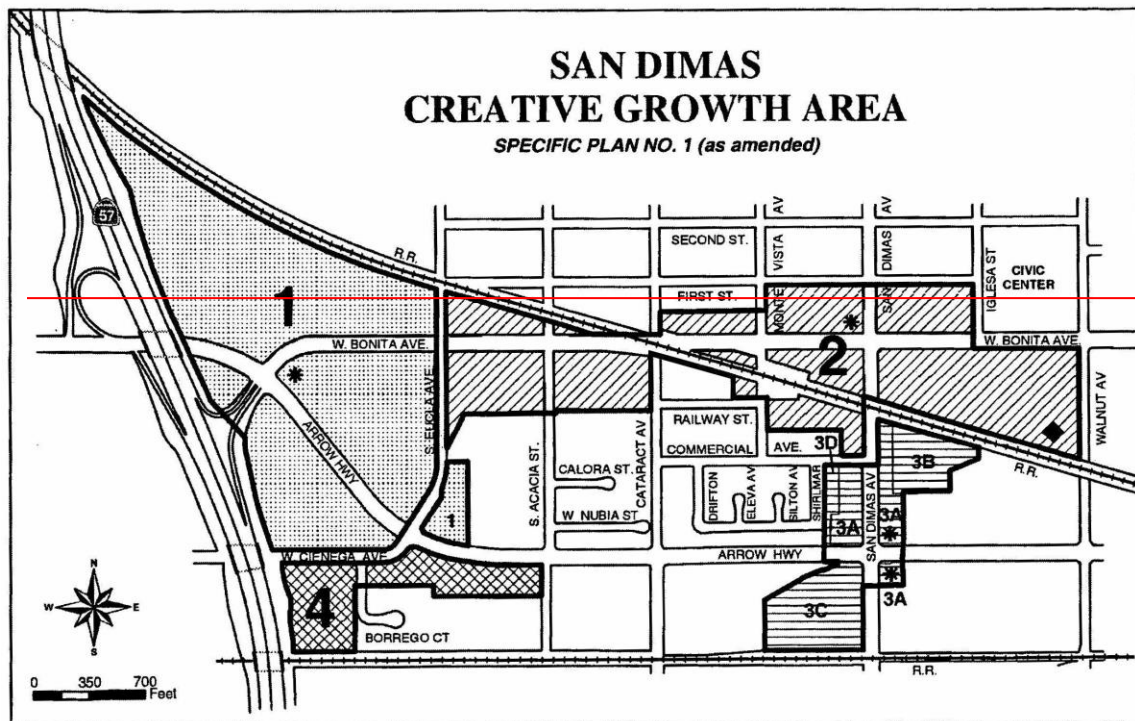 SAN DIMAS
CREATIVE GROWTH AREA
SPECIFIC PLAN NO. 1 (as amended)
57
R.R.
AV
AV
SECOND ST.
VISTA
DIMAS
IGLESA ST
CIVIC
CENTER
1
FIRST ST.
MONTE
SAN
W. BONITA AVE.
2
W. BONITA AVE
S. EUCLA AVE.
WALNUT AV
ARROW HWY
RAILWAY ST.
COMMERCIAL AVE.
3D
3B
R.R.
S. ACACIA ST.
CALORA ST.
CATARACT AV
DRIFTON
ELEVA AV
SILTON AV
SHIRLMAR
SAN DIMAS AV
1
W. NUBIA ST
3A
3A
W. CIENEGA AVE
ARROW HWY
4
3A
3C
N
W
E
S
BORREGO CT
R.R.
0 350 700
Feet